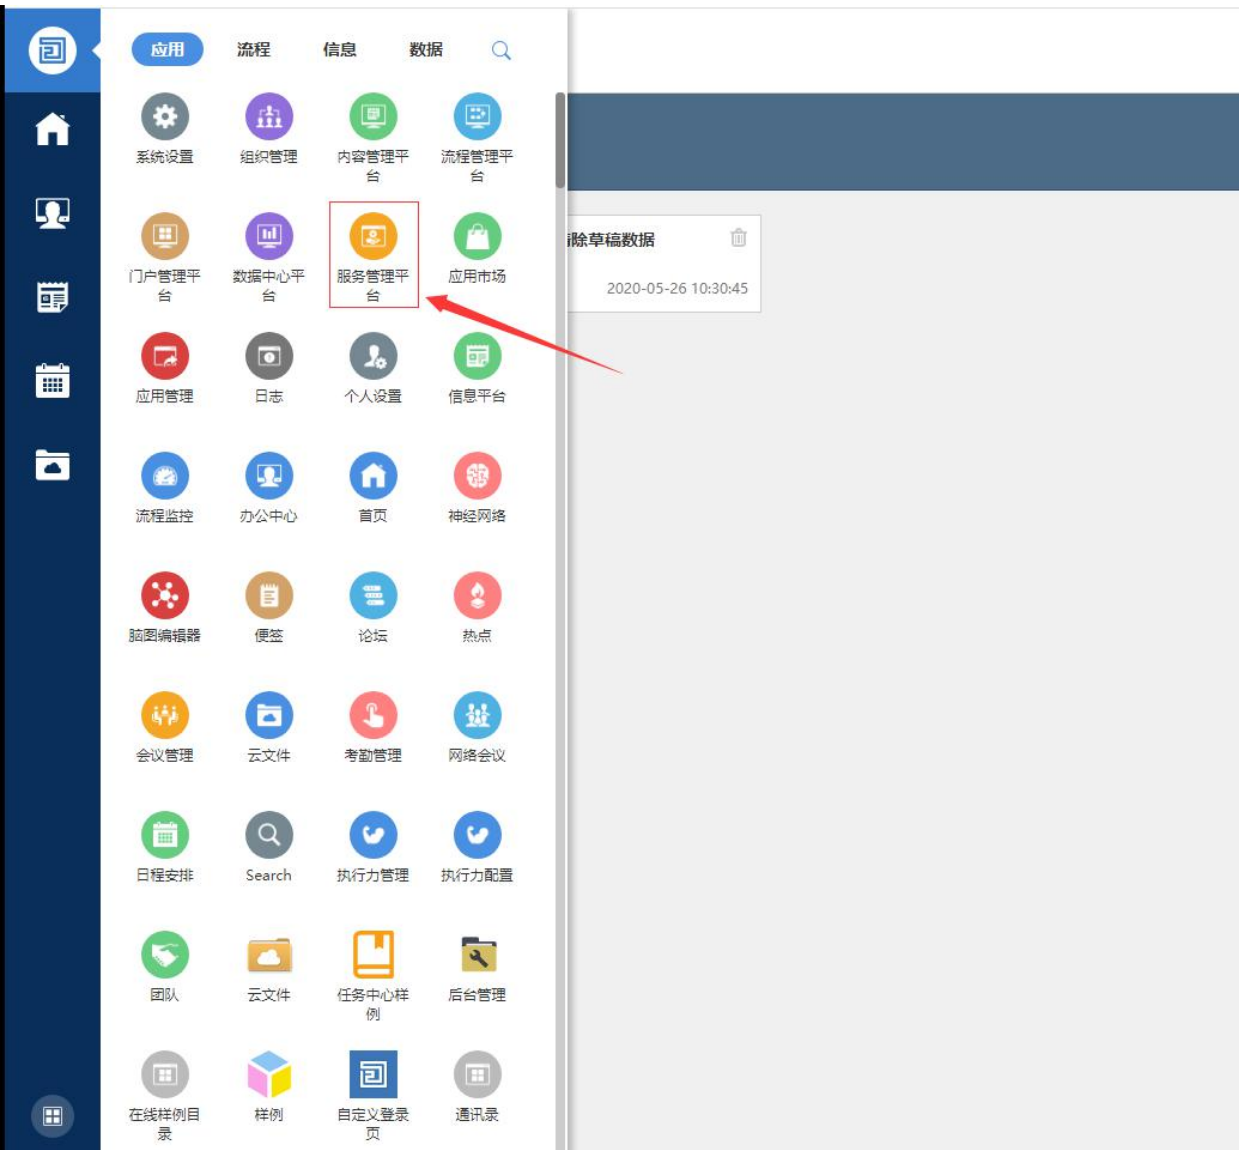 应用 流程 信息 数据
系统设置 组织管理 内容管理平 流程管理平
台 台
门户管理平 数据中心平 服务管理平 应用市场
台 台 台
除草稿数据
2020-05-26 10:30:45
应用管理 日志 个人设置 信息平台
流程监控 办公中心 首页 神经网络
脑图编辑器 便签 论坛 热点
会议管理 云文件 考勤管理 网络会议
日程安排 Search 执行力管理 执行力配置
团队 云文件 任务中心样 后台管理
例
在线样例目 样例 自定义登录 通讯录
录 页